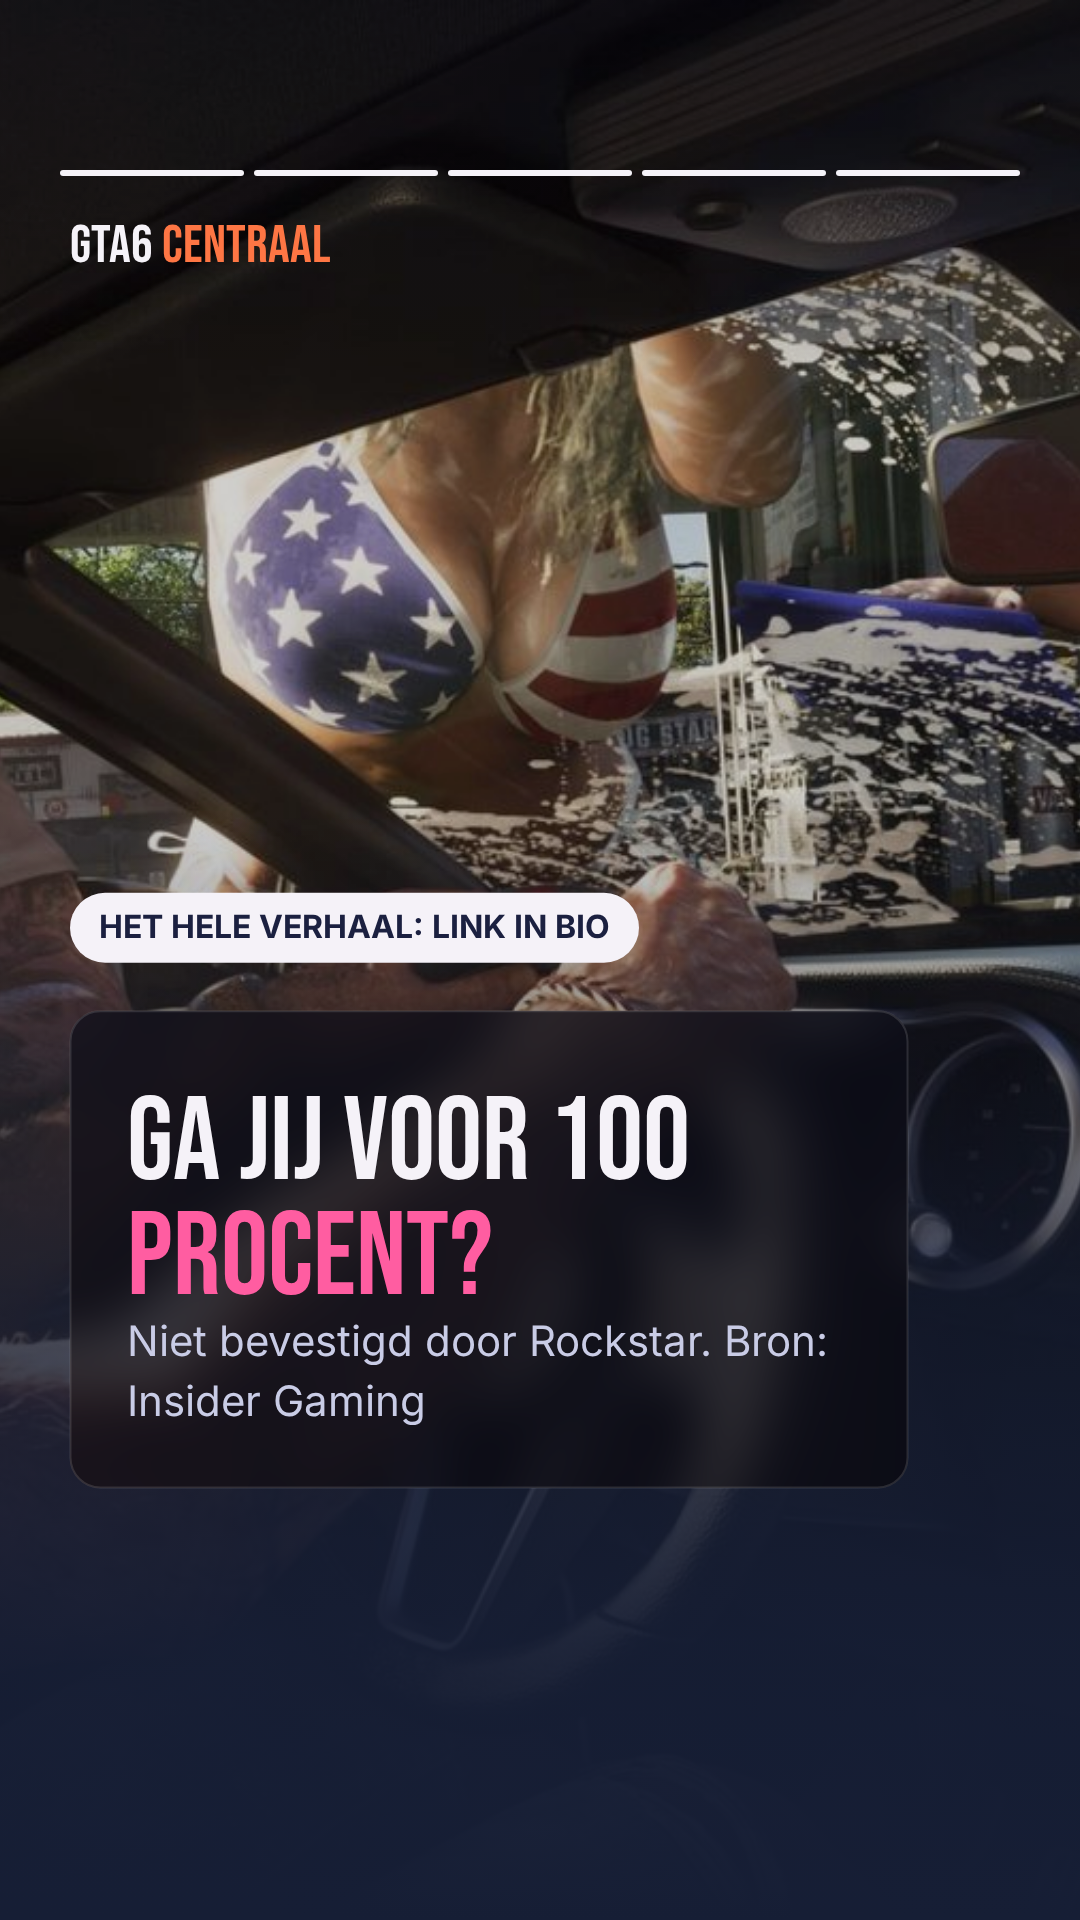 GTA6 CENTRAAL
HET HELE VERHAAL: LINK IN BIO
GA JIJ VOOR 100
PROCENT?
Niet bevestigd door Rockstar. Bron:
Insider Gaming